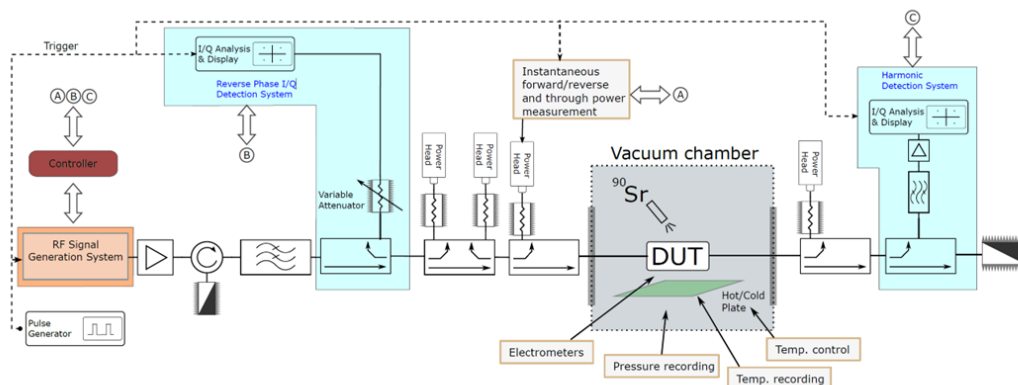 Trigger
I/Q Analysis
& Display
Reverse Phase I/Q
Detection System
B
A B C
Controller
RF Signal
Generation System
Pulse
Generator
Variable
Attenuator
Power
Head
Power
Head
Power
Head
Instantaneous
forward/reverse
and through power
measurement
A
Vacuum chamber
90
Sr
DUT
Hot/Cold
Plate
Electrometers
Pressure recording
Temp. recording
Temp. control
Power
Head
C
Harmonic
Detection System
I/Q Analysis
& Display